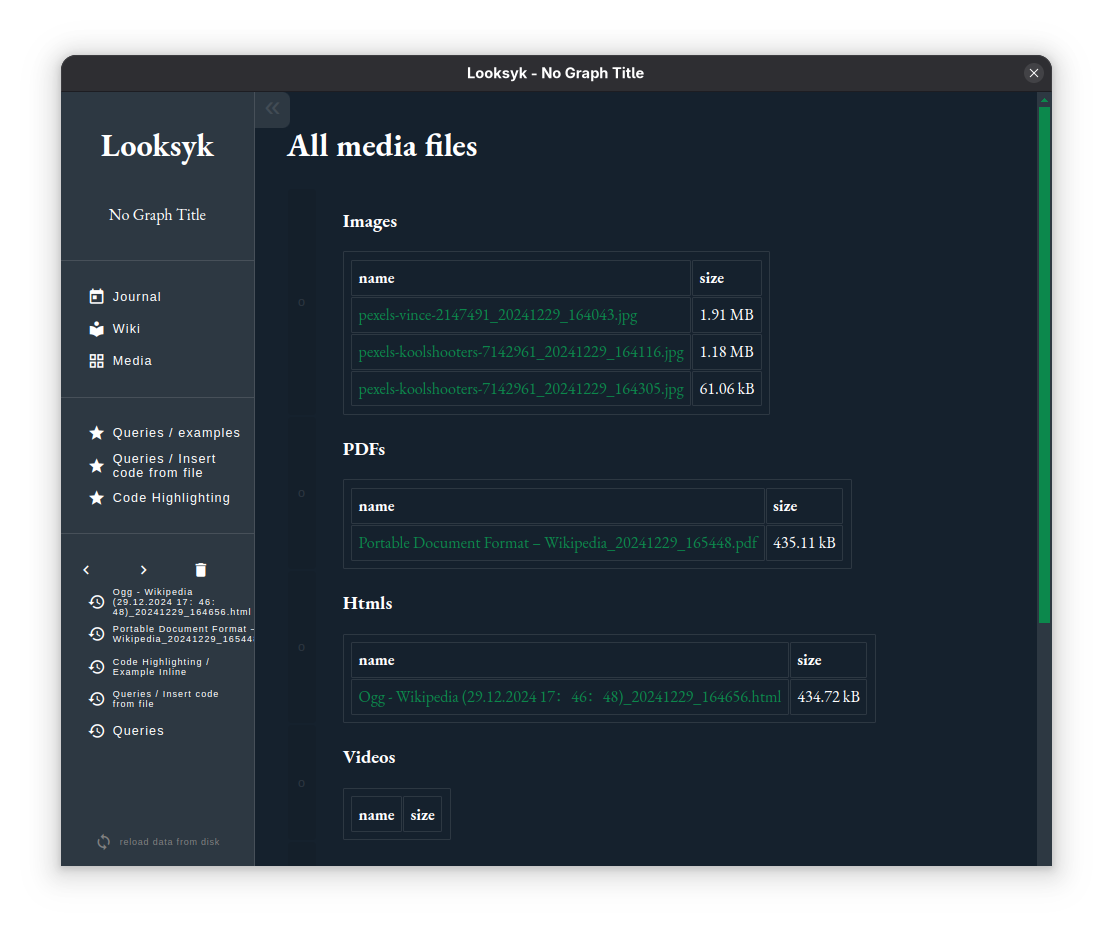 Looksyk - No Graph Title
Looksyk
No Graph Title
Journal
Wiki
Media
Queries / examples
Queries / Insert
code from file
Code Highlighting
Ogg - Wikipedia
(29.12.2024 17：46：
48)_20241229_164656.html
Portable Document Format –
Wikipedia_20241229_16544
Code Highlighting /
Example Inline
Queries / Insert code
from file
Queries
reload data from disk
All media files
Images
name size
pexels-vince-2147491_20241229_164043.jpg 1.91 MB
pexels-koolshooters-7142961_20241229_164116.jpg 1.18 MB
pexels-koolshooters-7142961_20241229_164305.jpg 61.06 kB
PDFs
name size
Portable Document Format – Wikipedia_20241229_165448.pdf 435.11 kB
Htmls
name size
Ogg - Wikipedia (29.12.2024 17：46：48)_20241229_164656.html 434.72 kB
Videos
name size